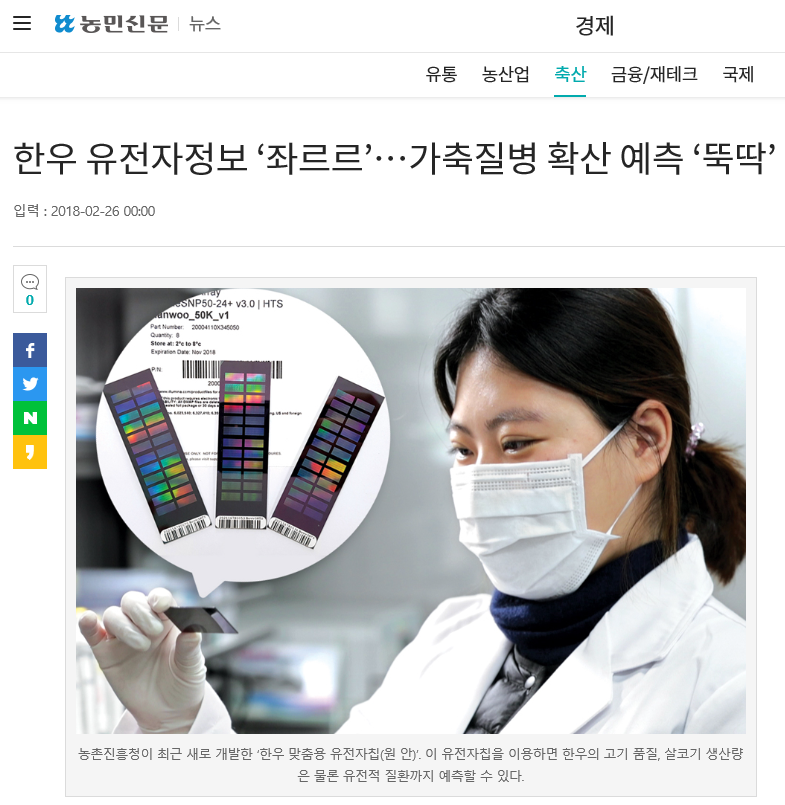 농민신문 뉴스
경제
유통 농산업 축산 금융/재테크 국제
한우 유전자정보 ‘좌르르’…가축질병 확산 예측 ‘뚝딱’
입력 : 2018-02-26 00:00
0
SNP50-24+ v3.0 | HTS
anwoo_50K_v1
Part Number: 20004110X345050
Quantity: 8
Store at: 2°c to 8°c
Expiration Date: Nov 2018
P/N:
농촌진흥청이 최근 새로 개발한 ‘한우 맞춤용 유전자칩(원 안)’. 이 유전자칩을 이용하면 한우의 고기 품질, 살코기 생산량
은 물론 유전적 질환까지 예측할 수 있다.